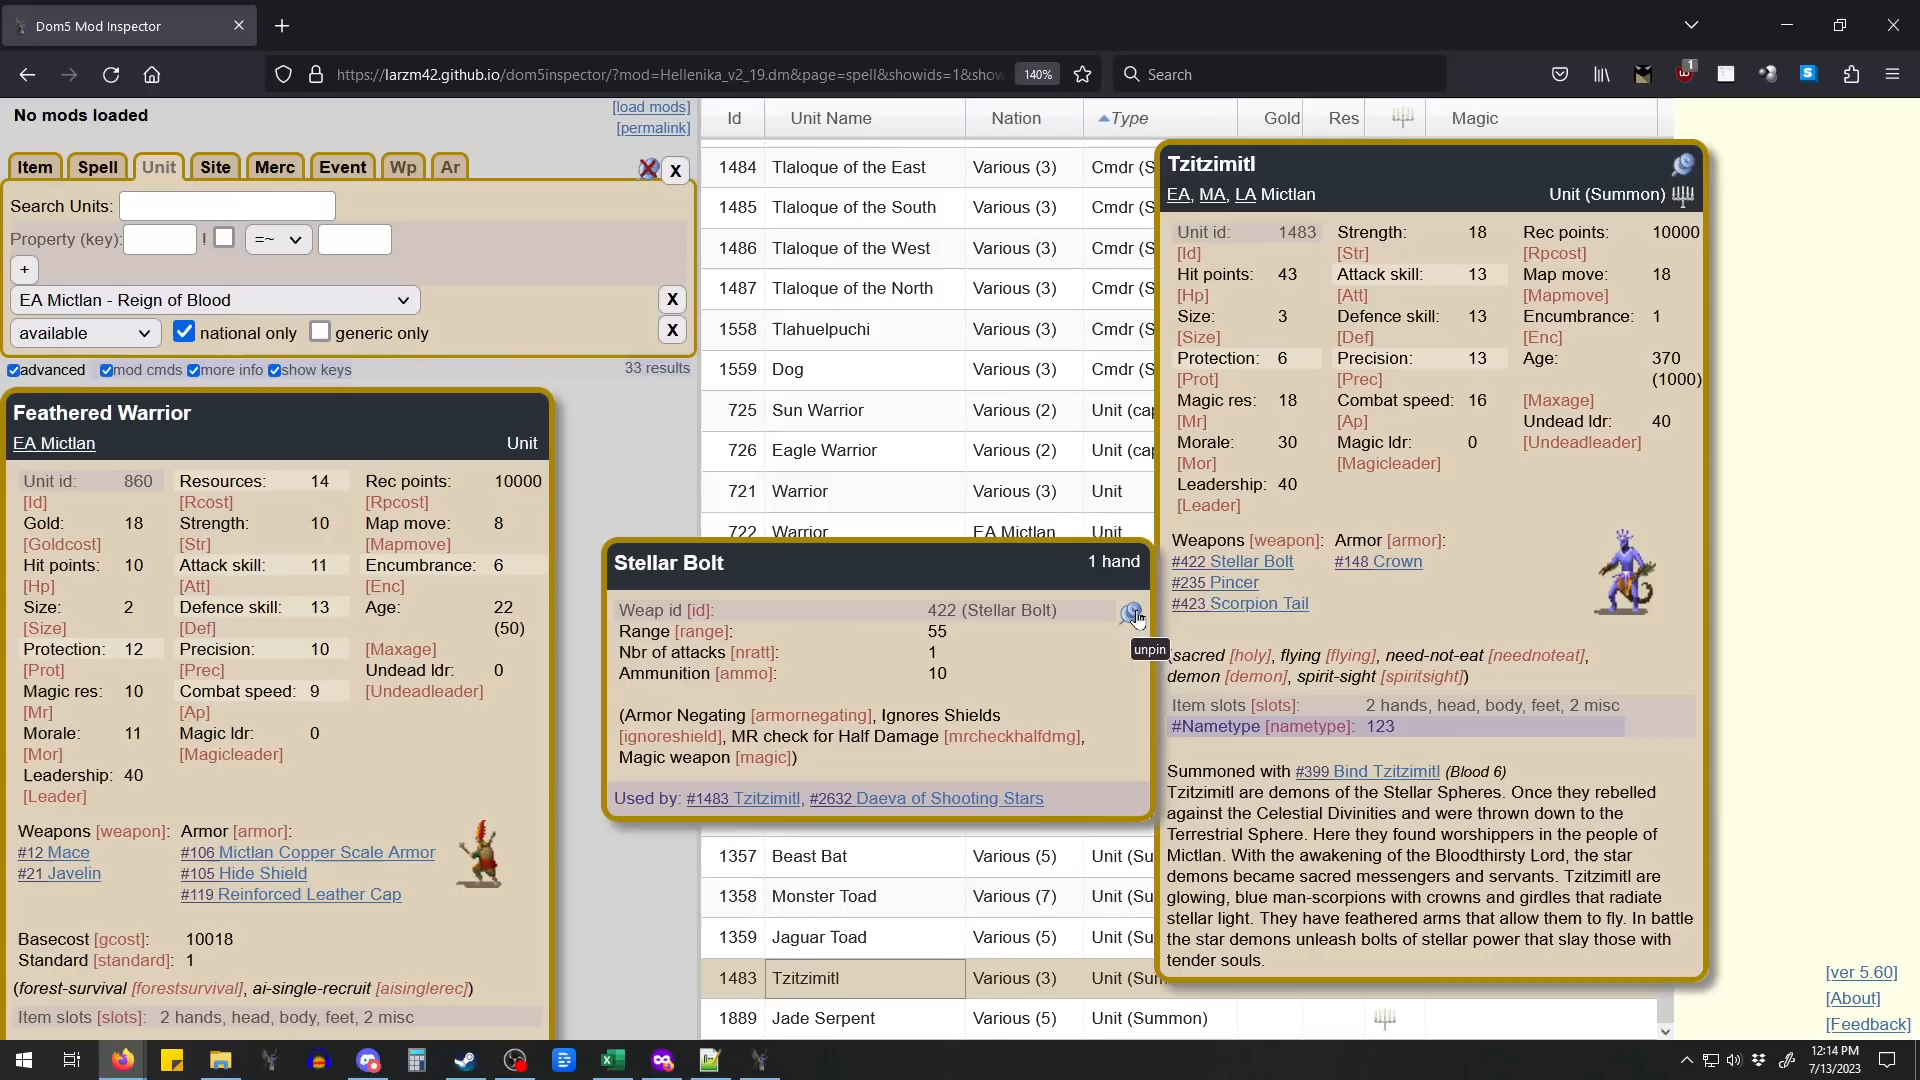 Dom5 Mod Inspector
https://larzm42.github.io/dom5inspector/?mod=Hellenika_v2_19.dm&page=spell&showids=1&show
140%
Search
1
No mods loaded
[load mods]
[permalink]
Item Spell Unit Site Merc Event Wp Ar
X
Search Units:
Property (key): ! =~
+
EA Mictlan - Reign of Blood
X
available national only generic only
X
advanced mod cmds more info show keys
33 results
Feathered Warrior
EA Mictlan Unit
Unit id: 860 Resources: 14 Rec points: 10000
[Id] [Rcost] [Rpcost]
Gold: 18 Strength: 10 Map move: 8
[Goldcost] [Str] [Mapmove]
Hit points: 10 Attack skill: 11 Encumbrance: 6
[Hp] [Att] [Enc]
Size: 2 Defence skill: 13 Age: 22
[Size] [Def] (50)
Protection: 12 Precision: 10 [Maxage]
[Prot] [Prec] Undead ldr: 0
Magic res: 10 Combat speed: 9 [Undeadleader]
[Mr] [Ap]
Morale: 11 Magic ldr: 0
[Mor] [Magicleader]
Leadership: 40
[Leader]
Weapons [weapon]: Armor [armor]:
#12 Mace #106 Mictlan Copper Scale Armor
#21 Javelin #105 Hide Shield
#119 Reinforced Leather Cap
Basecost [gcost]: 10018
Standard [standard]: 1
(forest-survival [forestsurvival], ai-single-recruit [aisinglerec])
Item slots [slots]: 2 hands, head, body, feet, 2 misc
Id Unit Name Nation Type Gold Res Magic
1484 Tlaloque of the East Various (3) Cmdr (S
1485 Tlaloque of the South Various (3) Cmdr (S
1486 Tlaloque of the West Various (3) Cmdr (S
1487 Tlaloque of the North Various (3) Cmdr (S
1558 Tlahuelpuchi Various (3) Cmdr (S
1559 Dog Various (3) Cmdr (S
725 Sun Warrior Various (2) Unit (cap
726 Eagle Warrior Various (2) Unit (cap
721 Warrior Various (3) Unit
722 Warrior EA Mictlan Unit
Stellar Bolt 1 hand
Weap id [id]: 422 (Stellar Bolt)
Range [range]: 55
Nbr of attacks [nratt]: 1
Ammunition [ammo]: 10
(Armor Negating [armornegating], Ignores Shields
[ignoreshield], MR check for Half Damage [mrcheckhalfdmg],
Magic weapon [magic])
Used by: #1483 Tzitzimitl, #2632 Daeva of Shooting Stars
unpin
1357 Beast Bat Various (5) Unit (Su
1358 Monster Toad Various (7) Unit (Su
1359 Jaguar Toad Various (5) Unit (Su
1483 Tzitzimitl Various (3) Unit (Sum
1889 Jade Serpent Various (5) Unit (Summon)
Tzitzimitl
EA, MA, LA Mictlan Unit (Summon)
Unit id: 1483 Strength: 18 Rec points: 10000
[Id] [Str] [Rpcost]
Hit points: 43 Attack skill: 13 Map move: 18
[Hp] [Att] [Mapmove]
Size: 3 Defence skill: 13 Encumbrance: 1
[Size] [Def] [Enc]
Protection: 6 Precision: 13 Age: 370
[Prot] [Prec] (1000)
Magic res: 18 Combat speed: 16 [Maxage]
[Mr] [Ap] Undead ldr: 40
Morale: 30 Magic ldr: 0 [Undeadleader]
[Mor] [Magicleader]
Leadership: 40
[Leader]
Weapons [weapon]: Armor [armor]:
#422 Stellar Bolt #148 Crown
#235 Pincer
#423 Scorpion Tail
(sacred [holy], flying [flying], need-not-eat [neednoteat],
demon [demon], spirit-sight [spiritsight])
Item slots [slots]: 2 hands, head, body, feet, 2 misc
#Nametype [nametype]: 123
Summoned with #399 Bind Tzitzimitl (Blood 6)
Tzitzimitl are demons of the Stellar Spheres. Once they rebelled
against the Celestial Divinities and were thrown down to the
Terrestrial Sphere. Here they found worshippers in the people of
Mictlan. With the awakening of the Bloodthirsty Lord, the star
demons became sacred messengers and servants. Tzitzimitl are
glowing, blue man-scorpions with crowns and girdles that radiate
stellar light. They have feathered arms that allow them to fly. In battle
the star demons unleash bolts of stellar power that slay those with
tender souls.
[ver 5.60]
[About]
[Feedback]
12:14 PM
7/13/2023